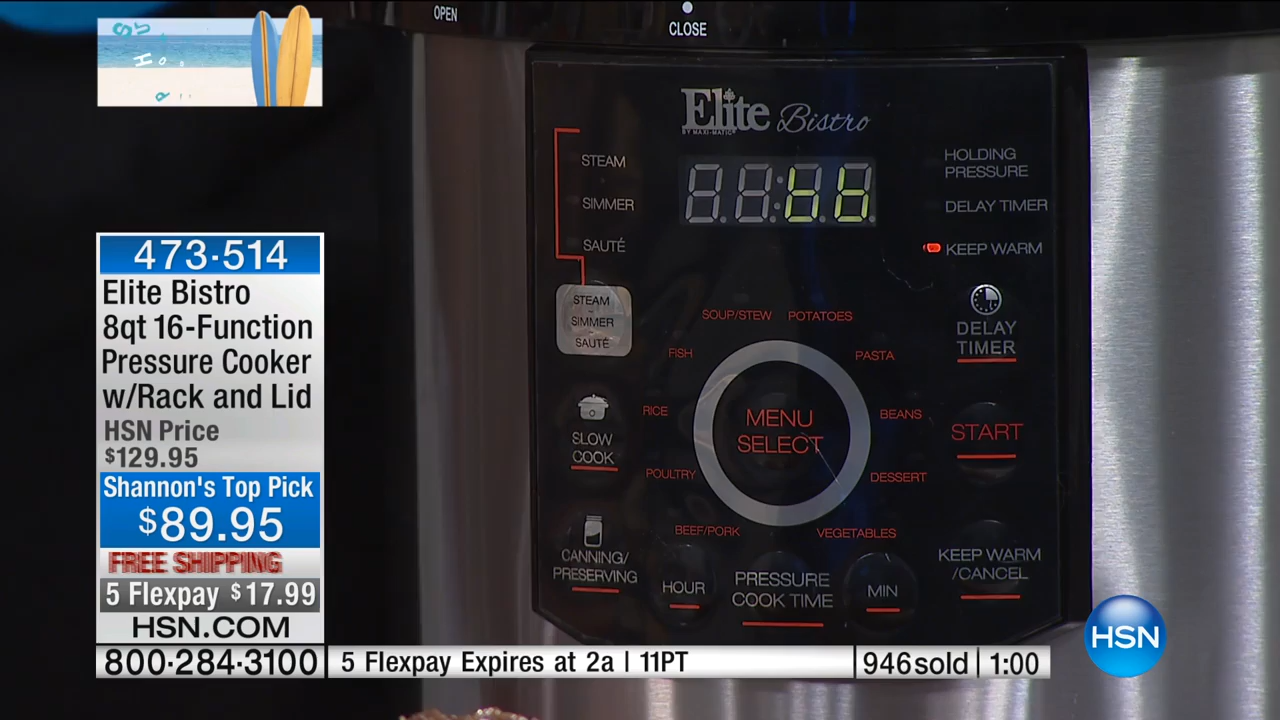 OPEN
CLOSE
S u
H o
p
473-514
Elite Bistro
8qt 16-Function
Pressure Cooker
w/Rack and Lid
HSN Price
$129.95
Shannon's Top Pick
$89.95
FREE SHIPPING
5 Flexpay $17.99
HSN.COM
800-284-3100
5 Flexpay Expires at 2a | 11PT
946sold
1:00
HSN
Elite Bistro
BY MAXI-MATIC
STEAM
SIMMER
SAUTÉ
bb
HOLDING
PRESSURE
DELAY TIMER
KEEP WARM
STEAM
SIMMER
SAUTÉ
DELAY
TIMER
SOUP/STEW
POTATOES
FISH
PASTA
RICE
BEANS
POULTRY
DESSERT
BEEF/PORK
VEGETABLES
MENU
SELECT
SLOW
COOK
START
CANNING/
PRESERVING
HOUR
PRESSURE
COOK TIME
MIN
KEEP WARM
/CANCEL